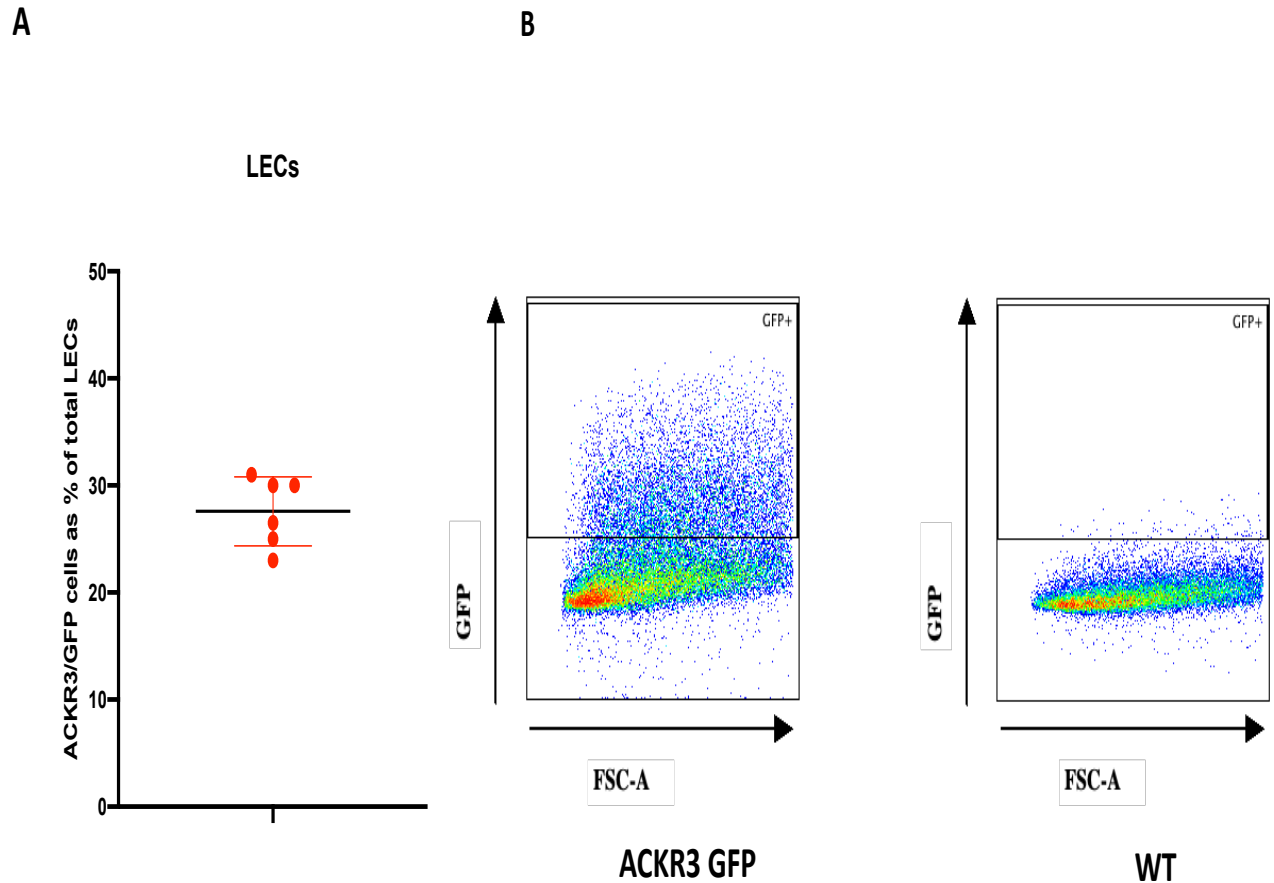 A
B
LECs
ACKR3/GFP cells as % of total LECs
50
40
30
20
10
0
GFP+
GFP
FSC-A
ACKR3 GFP
GFP+
GFP
FSC-A
WT